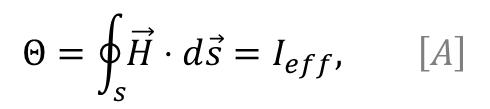 Θ = ∮ₛ H⃗ · ds⃗ = I_eff, [A]